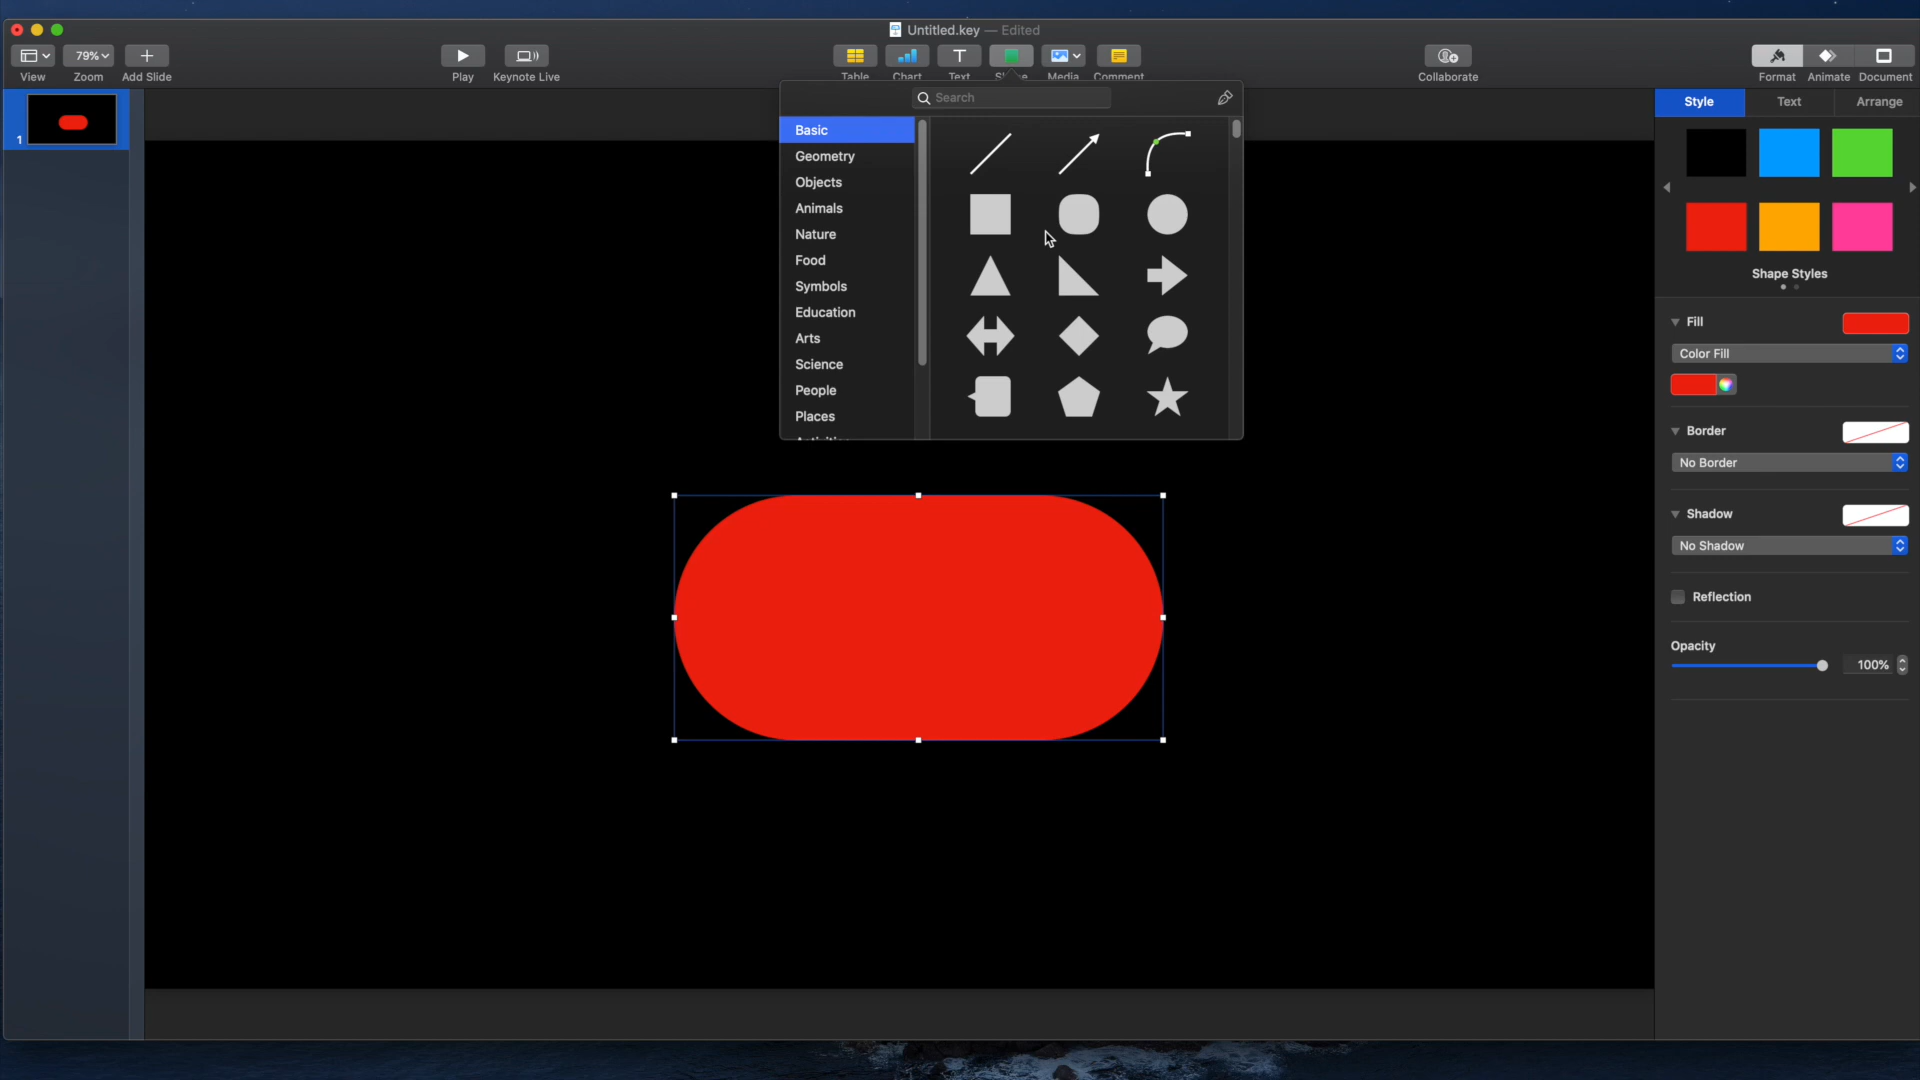 Untitled.key — Edited
79%
View
Zoom
Add Slide
Play
Keynote Live
Table
Chart
Text
Media
Comment
Collaborate
Format
Animate
Document
1
Search
Basic
Geometry
Objects
Animals
Nature
Food
Symbols
Education
Arts
Science
People
Places
Style
Text
Arrange
Shape Styles
Fill
Color Fill
Border
No Border
Shadow
No Shadow
Reflection
Opacity
100%